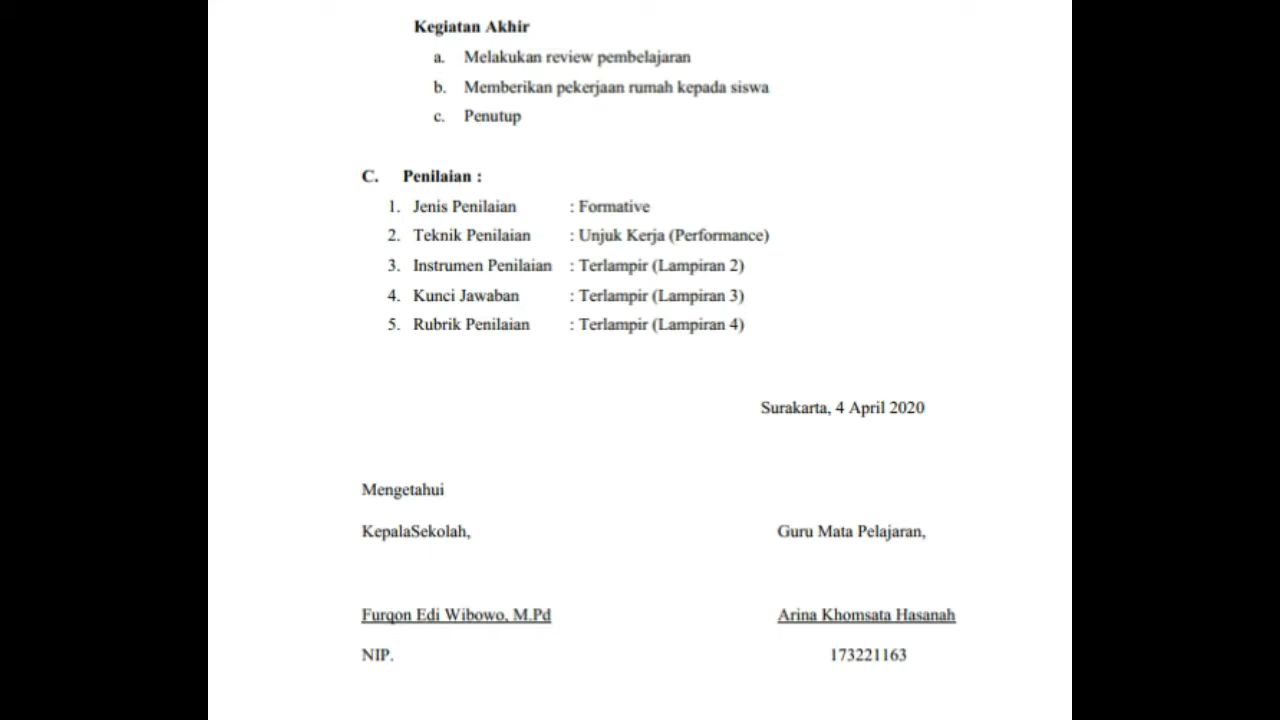 Kegiatan Akhir
a. Melakukan review pembelajaran
b. Memberikan pekerjaan rumah kepada siswa
c. Penutup
C. Penilaian :
1. Jenis Penilaian : Formative
2. Teknik Penilaian : Unjuk Kerja (Performance)
3. Instrumen Penilaian : Terlampir (Lampiran 2)
4. Kunci Jawaban : Terlampir (Lampiran 3)
5. Rubrik Penilaian : Terlampir (Lampiran 4)
Surakarta, 4 April 2020
Mengetahui
KepalaSekolah, Guru Mata Pelajaran,
Furqon Edi Wibowo, M.Pd Arina Khomsata Hasanah
NIP. 173221163